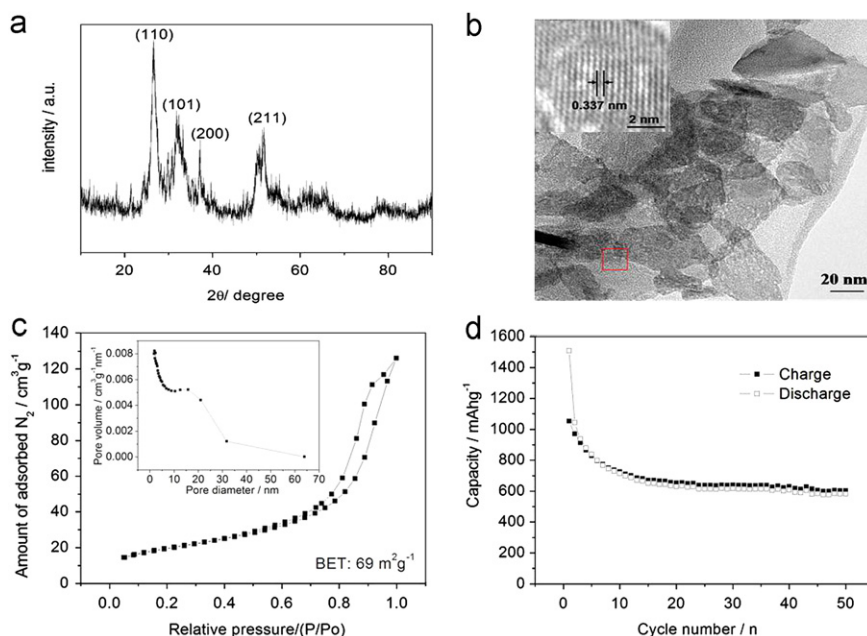 a
(110)
(101)
(200)
(211)
intensity / a.u.
20 40 60 80
2θ/ degree
b
0.337 nm
2 nm
20 nm
c
140
120
100
80
60
40
20
0
Amount of adsorbed N₂ / cm³g⁻¹
0.008
0.006
0.004
0.002
0.000
Pore volume / cm³g⁻¹nm⁻¹
0 10 20 30 40 50 60 70
Pore diameter / nm
BET: 69 m²g⁻¹
0.0 0.2 0.4 0.6 0.8 1.0
Relative pressure/(P/Po)
d
1600
1400
1200
1000
800
600
400
200
0
Capacity / mAhg⁻¹
Charge
Discharge
0 10 20 30 40 50
Cycle number / n